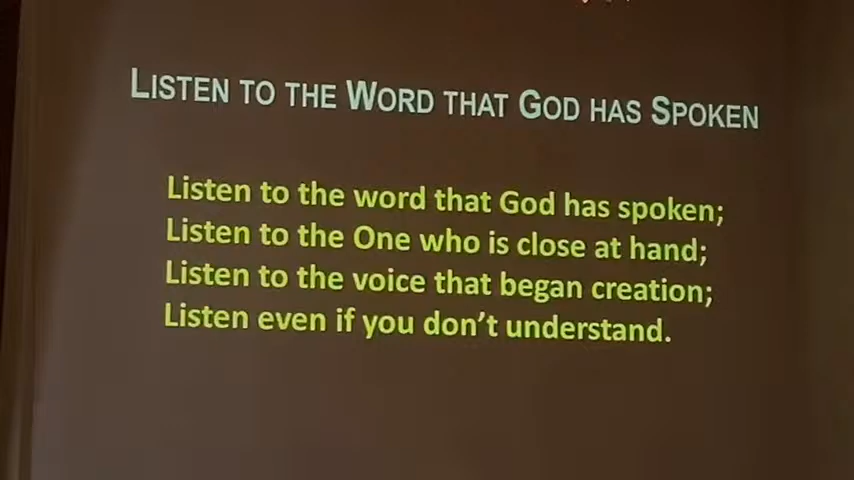 Listen to the Word that God has Spoken
Listen to the word that God has spoken;
Listen to the One who is close at hand;
Listen to the voice that began creation;
Listen even if you don't understand.